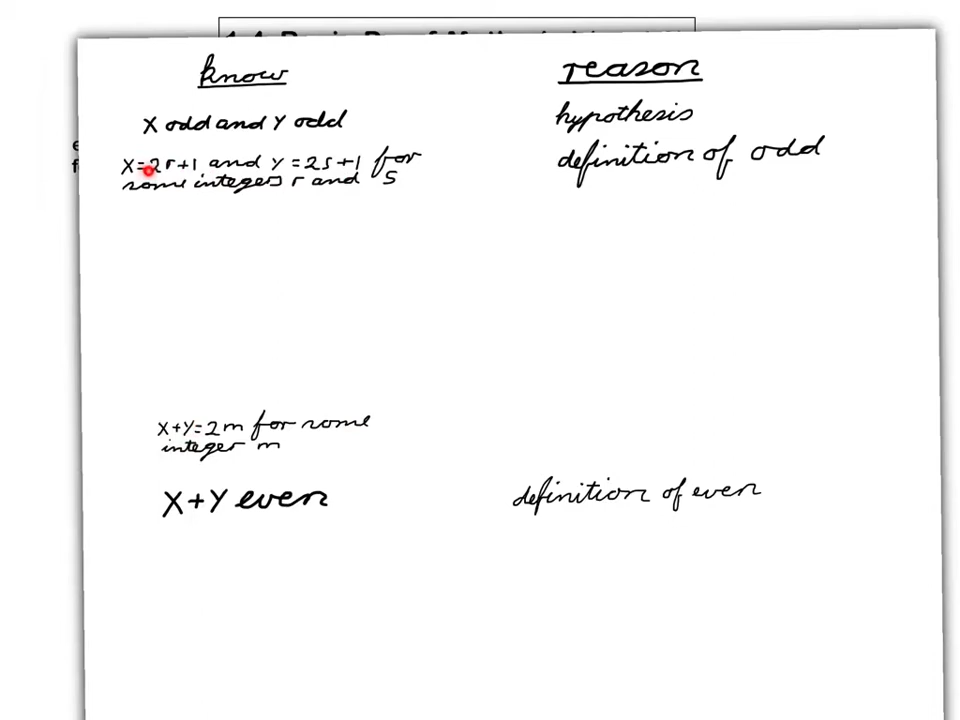 know
reason
X odd and Y odd
hypothesis
X=2r+1 and Y=2s+1 for
some integers r and s
definition of odd
X+Y=2m for some
integer m
X+Y even
definition of even